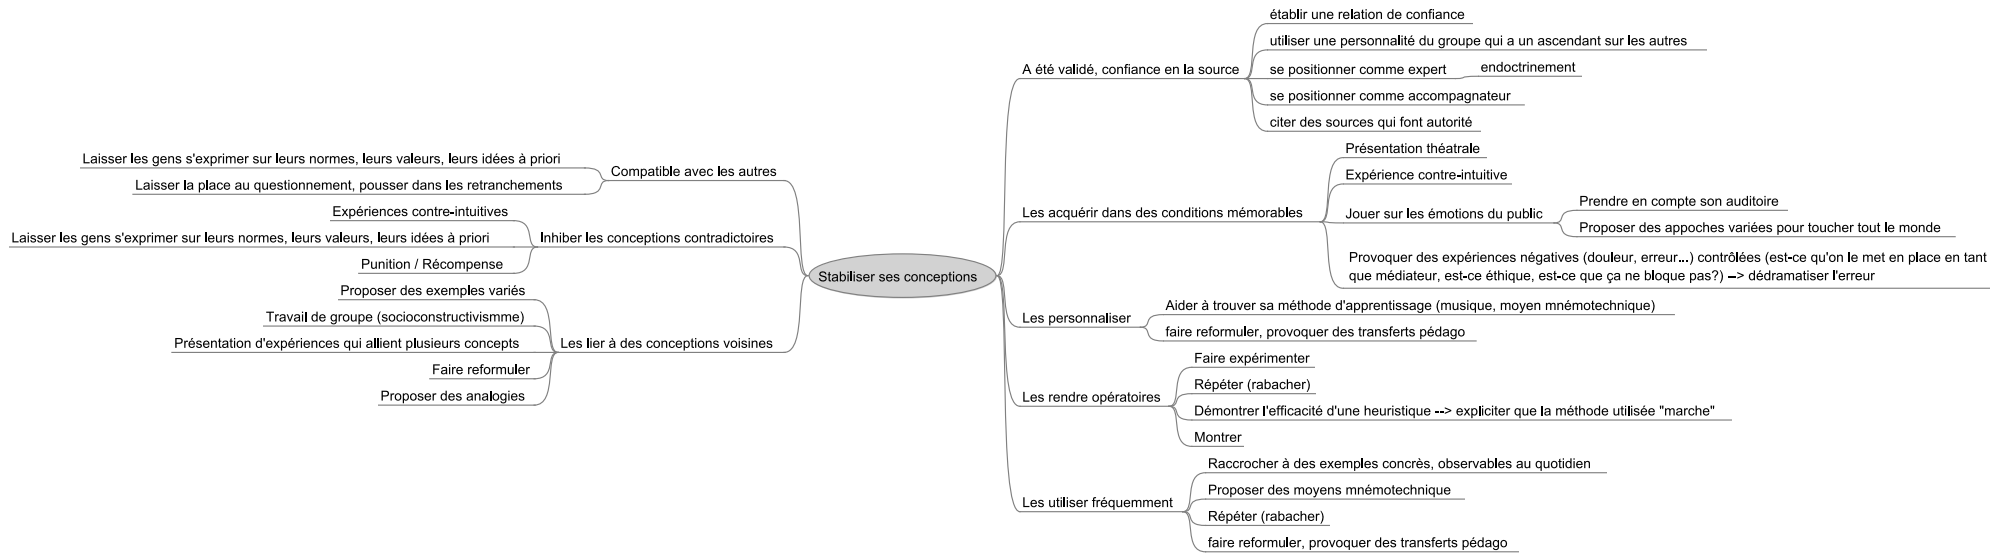 Stabiliser ses conceptions
A été validé, confiance en la source
établir une relation de confiance
utiliser une personnalité du groupe qui a un ascendant sur les autres
se positionner comme expert
endoctrinement
se positionner comme accompagnateur
citer des sources qui font autorité
Les acquérir dans des conditions mémorables
Présentation théatrale
Expérience contre-intuitive
Jouer sur les émotions du public
Prendre en compte son auditoire
Proposer des appoches variées pour toucher tout le monde
Provoquer des expériences négatives (douleur, erreur...) contrôlées (est-ce qu'on le met en place en tant
que médiateur, est-ce éthique, est-ce que ça ne bloque pas?) --> dédramatiser l'erreur
Les personnaliser
Aider à trouver sa méthode d'apprentissage (musique, moyen mnémotechnique)
faire reformuler, provoquer des transferts pédago
Les rendre opératoires
Faire expérimenter
Répéter (rabacher)
Démontrer l'efficacité d'une heuristique --> expliciter que la méthode utilisée "marche"
Montrer
Les utiliser fréquemment
Raccrocher à des exemples concrès, observables au quotidien
Proposer des moyens mnémotechnique
Répéter (rabacher)
faire reformuler, provoquer des transferts pédago
Compatible avec les autres
Laisser les gens s'exprimer sur leurs normes, leurs valeurs, leurs idées à priori
Laisser la place au questionnement, pousser dans les retranchements
Inhiber les conceptions contradictoires
Expériences contre-intuitives
Laisser les gens s'exprimer sur leurs normes, leurs valeurs, leurs idées à priori
Punition / Récompense
Les lier à des conceptions voisines
Proposer des exemples variés
Travail de groupe (socioconstructivismme)
Présentation d'expériences qui allient plusieurs concepts
Faire reformuler
Proposer des analogies